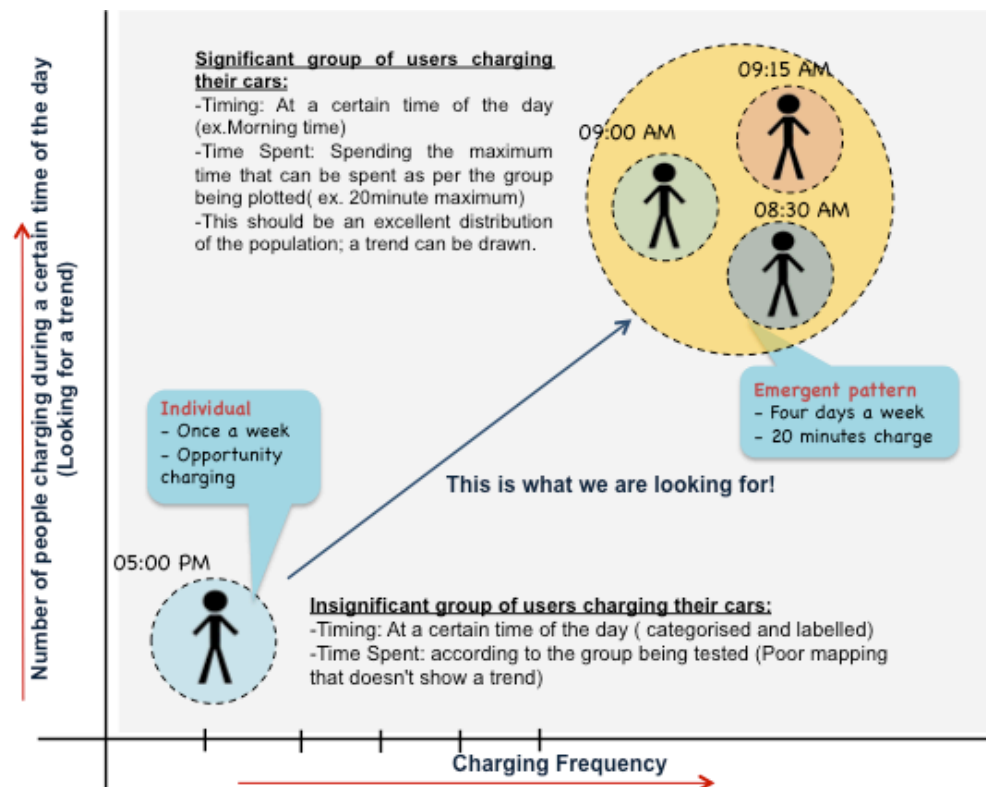 Number of people charging during a certain time of the day
(Looking for a trend)
Significant group of users charging
their cars:
-Timing: At a certain time of the day
(ex.Morning time)
-Time Spent: Spending the maximum
time that can be spent as per the group
being plotted( ex. 20minute maximum)
-This should be an excellent distribution
of the population; a trend can be drawn.
09:15 AM
09:00 AM
08:30 AM
Emergent pattern
- Four days a week
- 20 minutes charge
Individual
- Once a week
- Opportunity
charging
This is what we are looking for!
05:00 PM
Insignificant group of users charging their cars:
-Timing: At a certain time of the day ( categorised and labelled)
-Time Spent: according to the group being tested (Poor mapping
that doesn't show a trend)
Charging Frequency